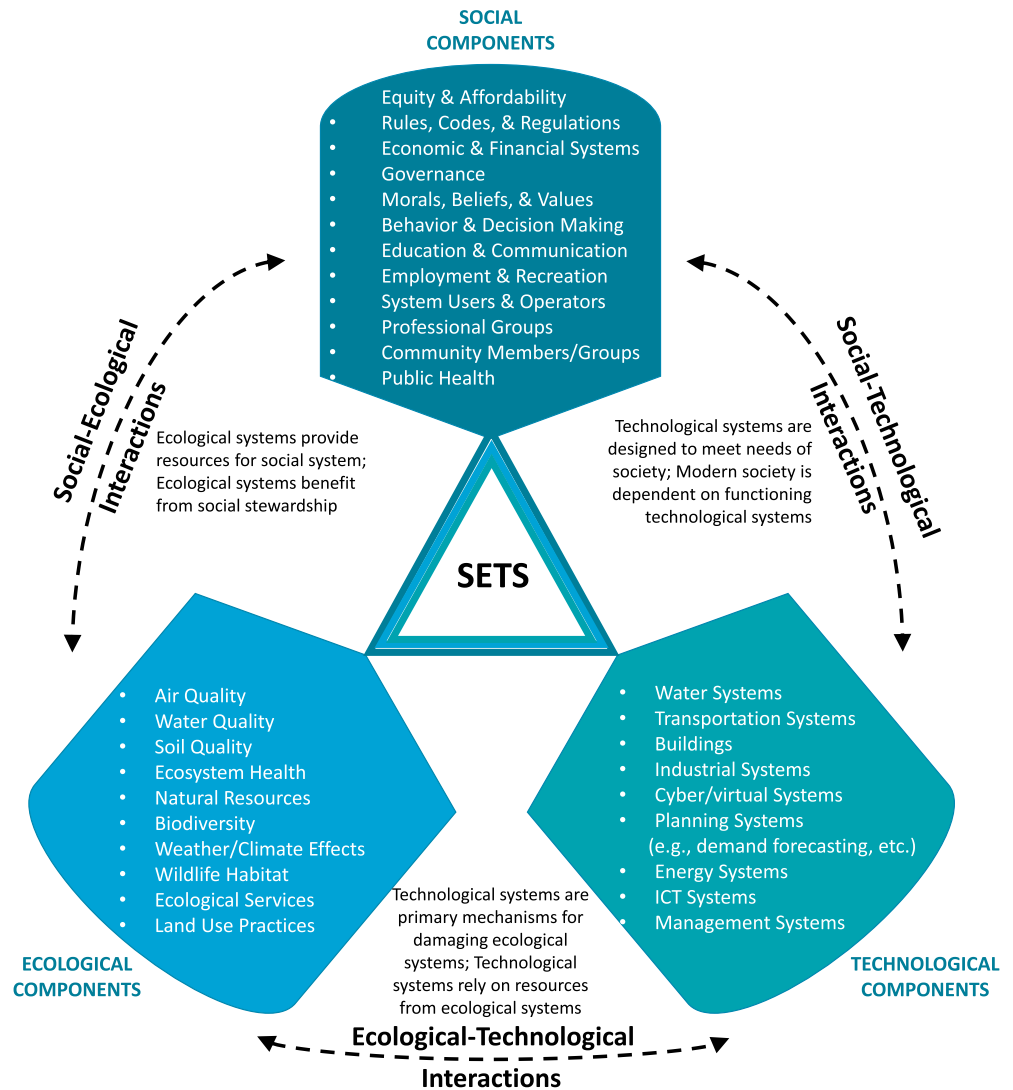 SOCIAL
COMPONENTS
Equity & Affordability
• Rules, Codes, & Regulations
• Economic & Financial Systems
• Governance
• Morals, Beliefs, & Values
• Behavior & Decision Making
• Education & Communication
• Employment & Recreation
• System Users & Operators
• Professional Groups
• Community Members/Groups
• Public Health
Social-Ecological
Interactions
Ecological systems provide
resources for social system;
Ecological systems benefit
from social stewardship
Social-Technological
Interactions
Technological systems are
designed to meet needs of
society; Modern society is
dependent on functioning
technological systems
SETS
• Air Quality
• Water Quality
• Soil Quality
• Ecosystem Health
• Natural Resources
• Biodiversity
• Weather/Climate Effects
• Wildlife Habitat
• Ecological Services
• Land Use Practices
ECOLOGICAL
COMPONENTS
• Water Systems
• Transportation Systems
• Buildings
• Industrial Systems
• Cyber/virtual Systems
• Planning Systems
(e.g., demand forecasting, etc.)
• Energy Systems
• ICT Systems
• Management Systems
TECHNOLOGICAL
COMPONENTS
Technological systems are
primary mechanisms for
damaging ecological
systems; Technological
systems rely on resources
from ecological systems
Ecological-Technological
Interactions